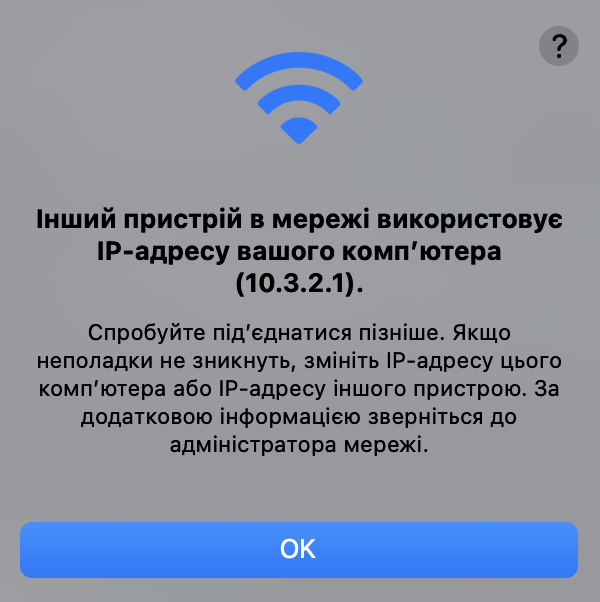 ?
Інший пристрій в мережі використовує
IP-адресу вашого комп’ютера
(10.3.2.1).
Спробуйте під’єднатися пізніше. Якщо
неполадки не зникнуть, змініть IP-адресу цього
комп’ютера або IP-адресу іншого пристрою. За
додатковою інформацією зверніться до
адміністратора мережі.
OK